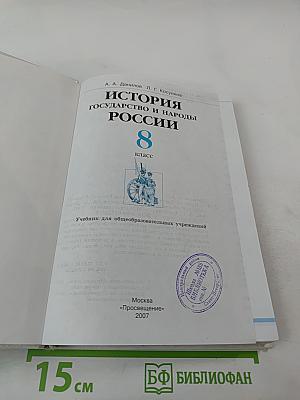 А. А. Данилов Л. Г. Косулина
ИСТОРИЯ
ГОСУДАРСТВО И НАРОДЫ
РОССИИ
8
класс
Учебник для общеобразовательных учреждений
БИБЛИОТЕКА
Москва
«Просвещение»
2007
15 см
БФ БИБЛИОФАН